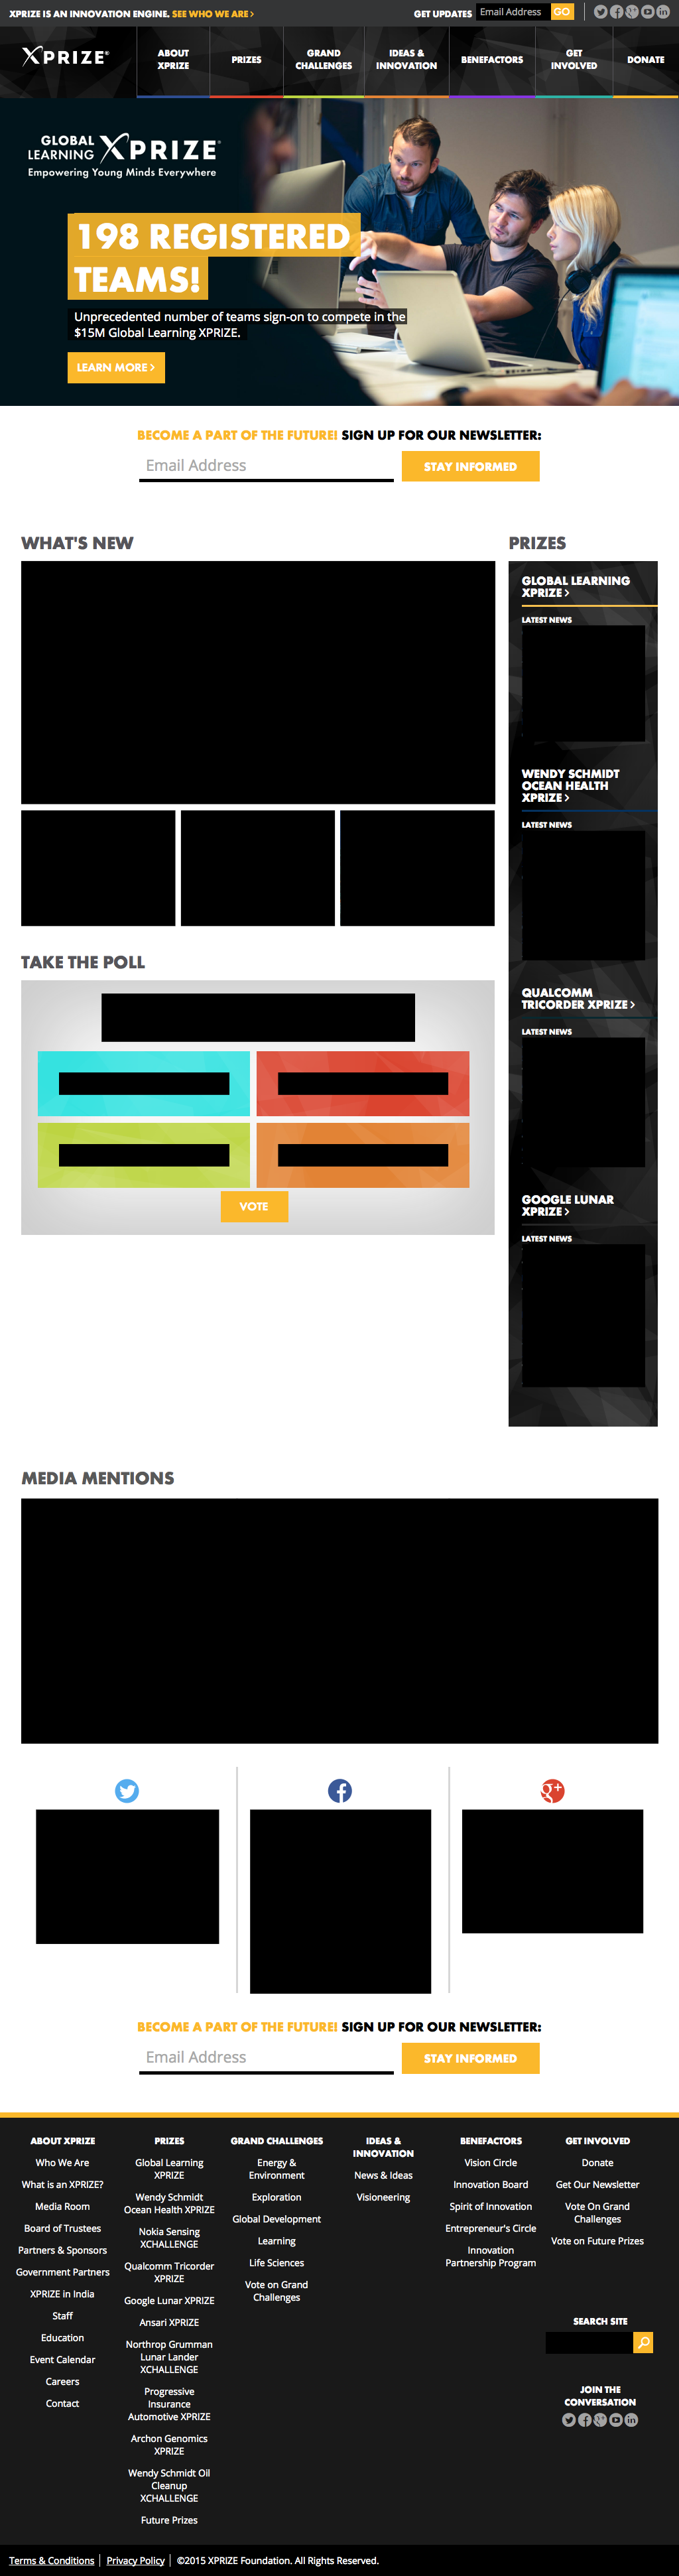 XPRIZE IS AN INNOVATION ENGINE. SEE WHO WE ARE >
GET UPDATES
Email Address
GO
XPRIZE®
ABOUT
XPRIZE
PRIZES
GRAND
CHALLENGES
IDEAS &
INNOVATION
BENEFACTORS
GET
INVOLVED
DONATE
GLOBAL
LEARNING
XPRIZE
Empowering Young Minds Everywhere
198 REGISTERED
TEAMS!
Unprecedented number of teams sign-on to compete in the
$15M Global Learning XPRIZE.
LEARN MORE >
BECOME A PART OF THE FUTURE! SIGN UP FOR OUR NEWSLETTER:
Email Address
STAY INFORMED
WHAT'S NEW
TAKE THE POLL
VOTE
PRIZES
GLOBAL LEARNING
XPRIZE >
LATEST NEWS
WENDY SCHMIDT
OCEAN HEALTH
XPRIZE >
LATEST NEWS
QUALCOMM
TRICORDER XPRIZE >
LATEST NEWS
GOOGLE LUNAR
XPRIZE >
LATEST NEWS
MEDIA MENTIONS
BECOME A PART OF THE FUTURE! SIGN UP FOR OUR NEWSLETTER:
Email Address
STAY INFORMED
ABOUT XPRIZE
Who We Are
What is an XPRIZE?
Media Room
Board of Trustees
Partners & Sponsors
Government Partners
XPRIZE in India
Staff
Education
Event Calendar
Careers
Contact
PRIZES
Global Learning
XPRIZE
Wendy Schmidt
Ocean Health XPRIZE
Nokia Sensing
XCHALLENGE
Qualcomm Tricorder
XPRIZE
Google Lunar XPRIZE
Ansari XPRIZE
Northrop Grumman
Lunar Lander
XCHALLENGE
Progressive
Insurance
Automotive XPRIZE
Archon Genomics
XPRIZE
Wendy Schmidt Oil
Cleanup
XCHALLENGE
Future Prizes
GRAND CHALLENGES
Energy &
Environment
Exploration
Global Development
Learning
Life Sciences
Vote on Grand
Challenges
IDEAS &
INNOVATION
News & Ideas
Visioneering
BENEFACTORS
Vision Circle
Innovation Board
Spirit of Innovation
Entrepreneur's Circle
Innovation
Partnership Program
GET INVOLVED
Donate
Get Our Newsletter
Vote On Grand
Challenges
Vote on Future Prizes
SEARCH SITE
JOIN THE
CONVERSATION
Terms & Conditions | Privacy Policy | ©2015 XPRIZE Foundation. All Rights Reserved.